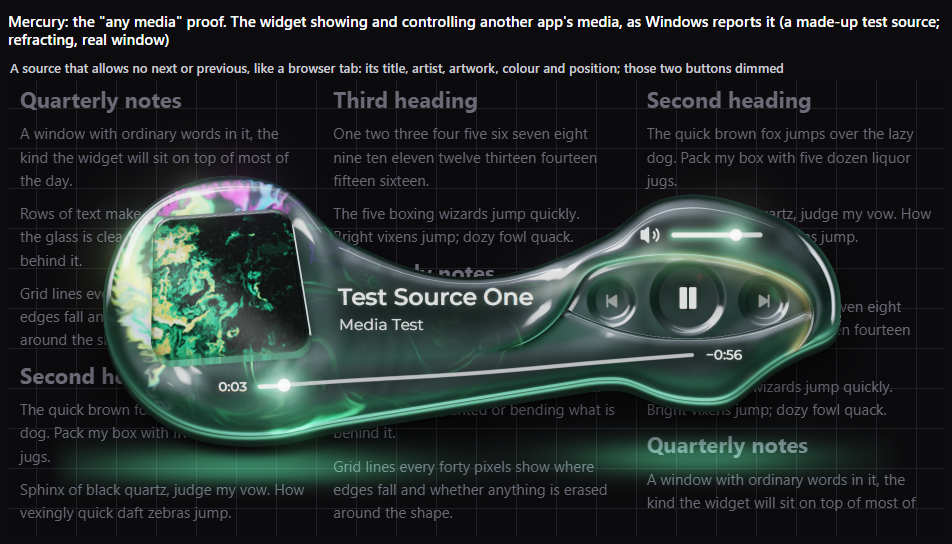 Mercury: the "any media" proof. The widget showing and controlling another app's media, as Windows reports it (a made-up test source;
refracting, real window)
A source that allows no next or previous, like a browser tab: its title, artist, artwork, colour and position; those two buttons dimmed
Quarterly notes
A window with ordinary words in it, the
kind the widget will sit on top of most of
the day.
Rows of text make
the glass is clea
behind it.
Grid lines
edges fall an
around the s
Second
The quick brown
dog. Pack my box with
jugs.
Sphinx of black quartz, judge my vow. How
vexingly quick daft zebras jump.
Third heading
One two three four five six seven eight
nine ten eleven twelve thirteen fourteen
fifteen sixteen.
The five boxing wizards jump quickly.
Bright vixens jump; dozy fowl quack.
notes
Test Source One
Media Test
0:03
−0:56
or bending what is
behind it.
Grid lines every forty pixels show where
edges fall and whether anything is erased
around the shape.
Second heading
The quick brown fox jumps over the lazy
dog. Pack my box with five dozen liquor
jugs.
artz, judge my vow. How
jump.
ven eight
fourteen
wizards jump quickly.
Bright vixens jump; dozy fowl quack.
Quarterly notes
A window with ordinary words in it, the
kind the widget will sit on top of most of